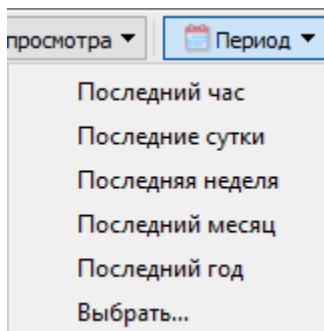 просмотра Период
Последний час
Последние сутки
Последняя неделя
Последний месяц
Последний год
Выбрать...